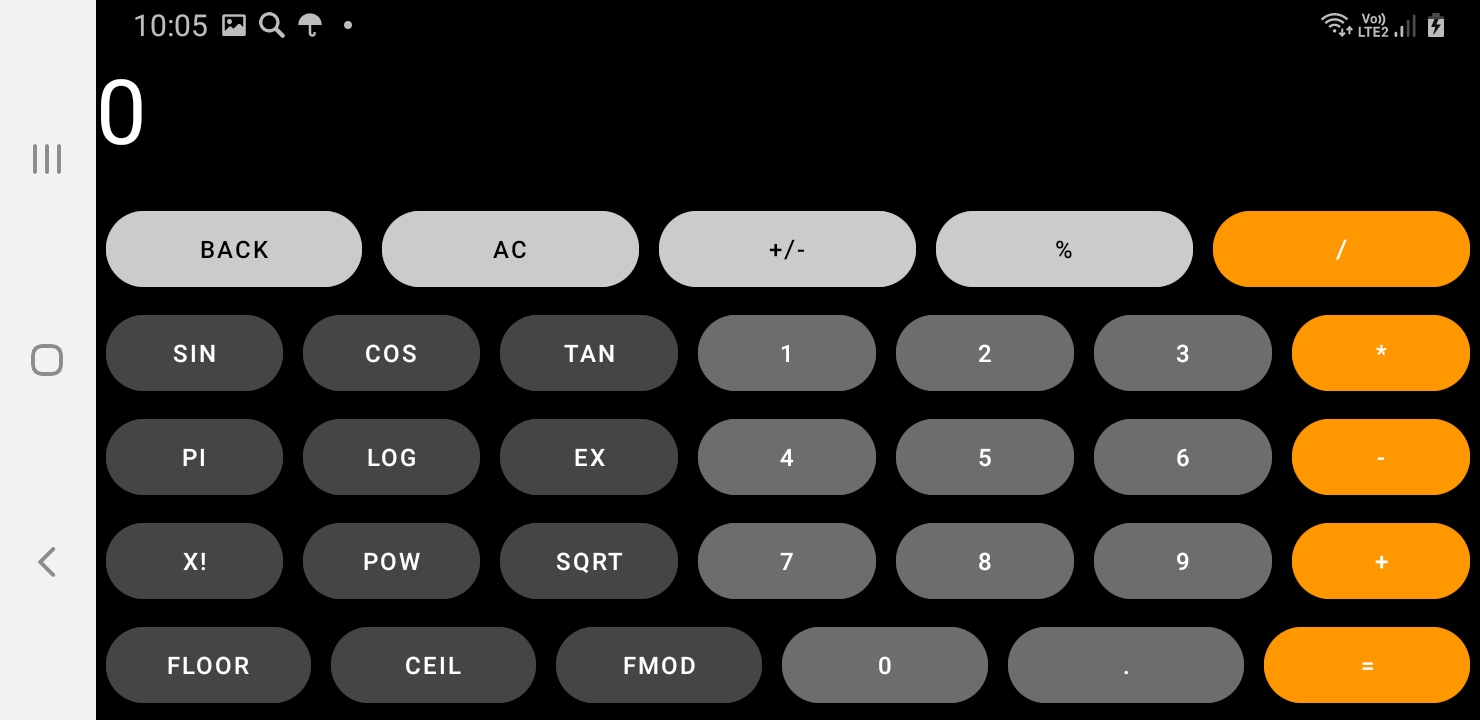 10:05 Vo)) LTE2
0
BACK AC +/- % /
SIN COS TAN 1 2 3 *
PI LOG EX 4 5 6 -
X! POW SQRT 7 8 9 +
FLOOR CEIL FMOD 0 . =